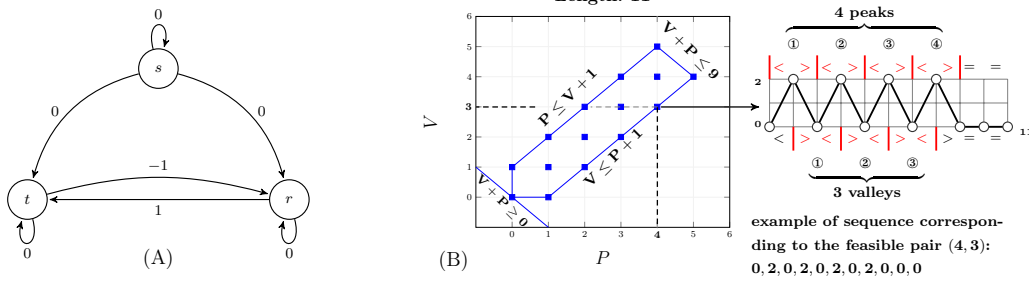 Length: 11
0
s
0
0
−1
t
r
1
0
0
(A)
V
6
5
4
3
2
1
0
0
1
2
3
4
5
6
P
P ≤ V + 1
V + P ≤ 9
V ≤ P + 1
V + P ≥ 0
(B)
4 peaks
① ② ③ ④
< > < > < > < > = =
2
0
11
< > < > < > < >
① ② ③
3 valleys
example of sequence correspon-
ding to the feasible pair (4, 3):
0, 2, 0, 2, 0, 2, 0, 2, 0, 0, 0